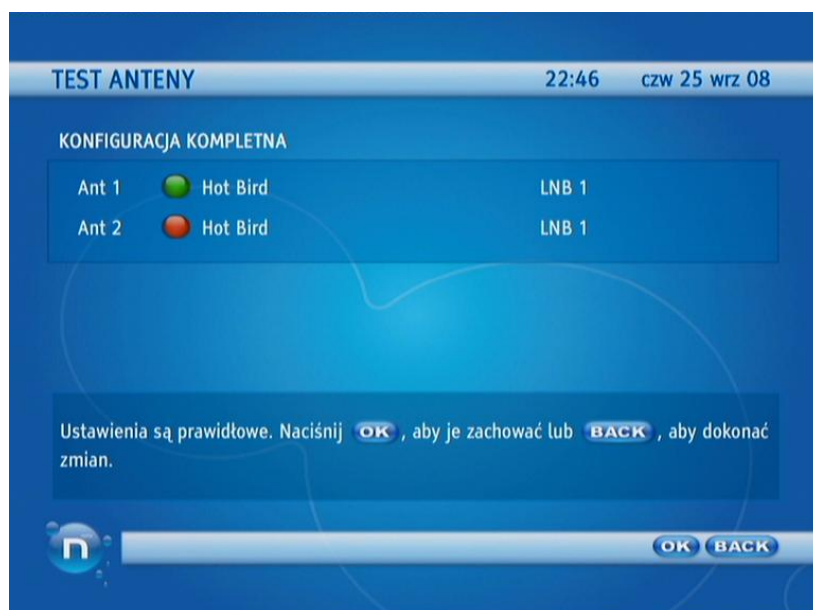 TEST ANTENY 22:46 czw 25 wrz 08
KONFIGURACJA KOMPLETNA
Ant 1 Hot Bird LNB 1
Ant 2 Hot Bird LNB 1
Ustawienia są prawidłowe. Naciśnij OK , aby je zachować lub BACK , aby dokonać
zmian.
n OK BACK